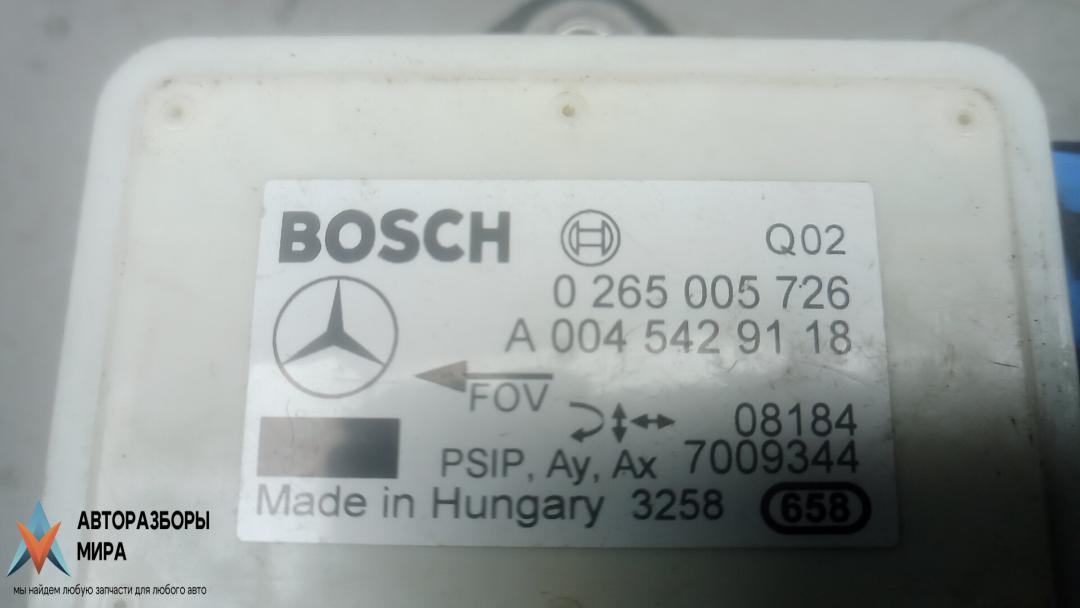 BOSCH Q02
0 265 005 726
A 004 542 91 18
FOV
08184
PSIP, Ay, Ax 7009344
Made in Hungary 3258 658
АВТОРАЗБОРЫ
МИРА
мы найдем любую запчасти для любого авто